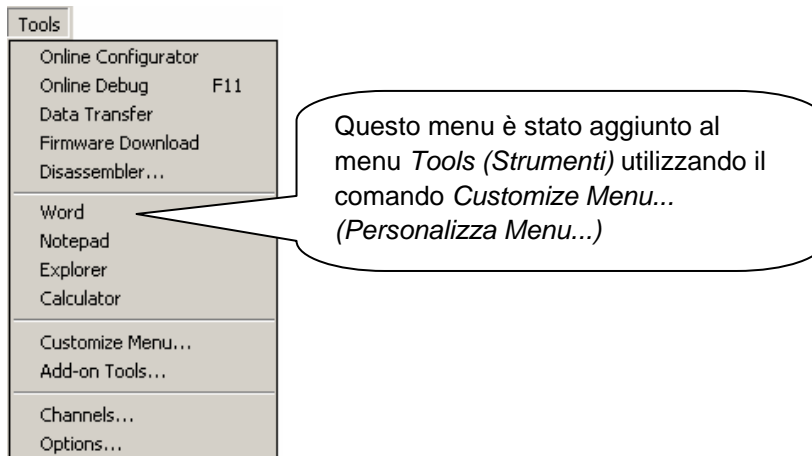 Tools
Online Configurator
Online Debug F11
Data Transfer
Firmware Download
Disassembler...
Word
Notepad
Explorer
Calculator
Customize Menu...
Add-on Tools...
Channels...
Options...
Questo menu è stato aggiunto al
menu Tools (Strumenti) utilizzando il
comando Customize Menu...
(Personalizza Menu...)